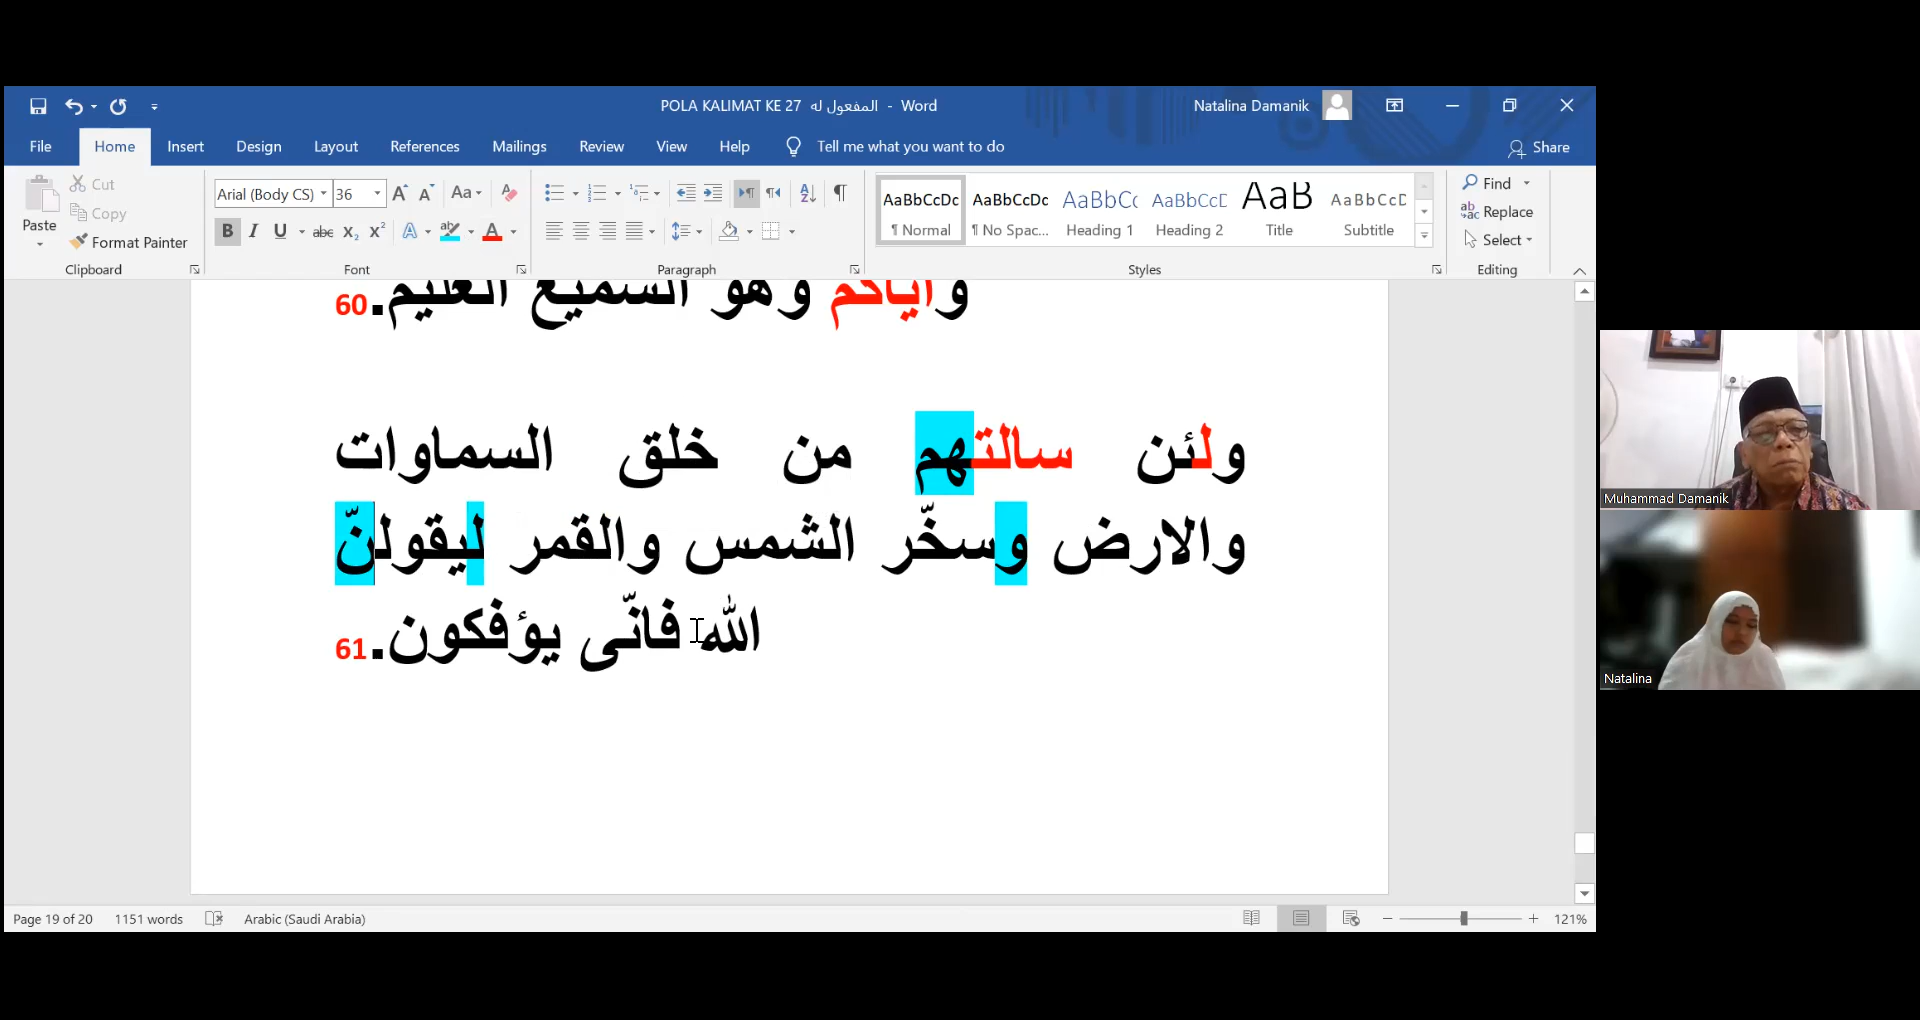 POLA KALIMAT KE 27 المفعول له - Word
Natalina Damanik
File Home Insert Design Layout References Mailings Review View Help Tell me what you want to do Share
Paste
Cut
Copy
Format Painter
Clipboard
Arial (Body CS) 36
Font
Paragraph
AaBbCcDc AaBbCcDc AaBbCc AaBbCcD AaB AaBbCcD
¶ Normal ¶ No Spac... Heading 1 Heading 2 Title Subtitle
Styles
Find
Replace
Select
Editing
واياكم وهو السميع العليم.60
ولئن سالتهم من خلق السماوات
والارض وسخّر الشمس والقمر ليقولنّ
الله فانّى يؤفكون.61
Muhammad Damanik
Natalina
Page 19 of 20 1151 words Arabic (Saudi Arabia) 121%